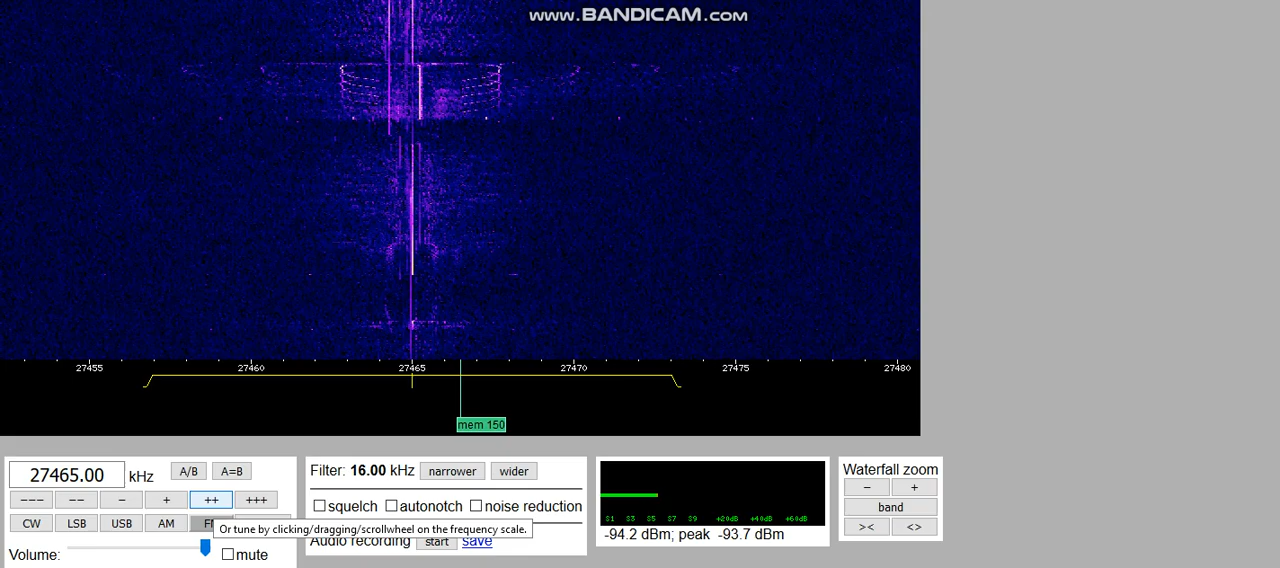 www.BANDICAM.com
27455 27460 27465 27470 27475 27480
mem 150
27465.00 kHz A/B A=B
--- -- - + ++ +++
CW LSB USB AM
Or tune by clicking/dragging/scrollwheel on the frequency scale.
Volume: mute
Filter: 16.00 kHz narrower wider
squelch autonotch noise reduction
Audio recording start save
S1 S3 S5 S7 S9 +20dB +40dB +60dB
-94.2 dBm; peak -93.7 dBm
Waterfall zoom
- +
band
>< <>